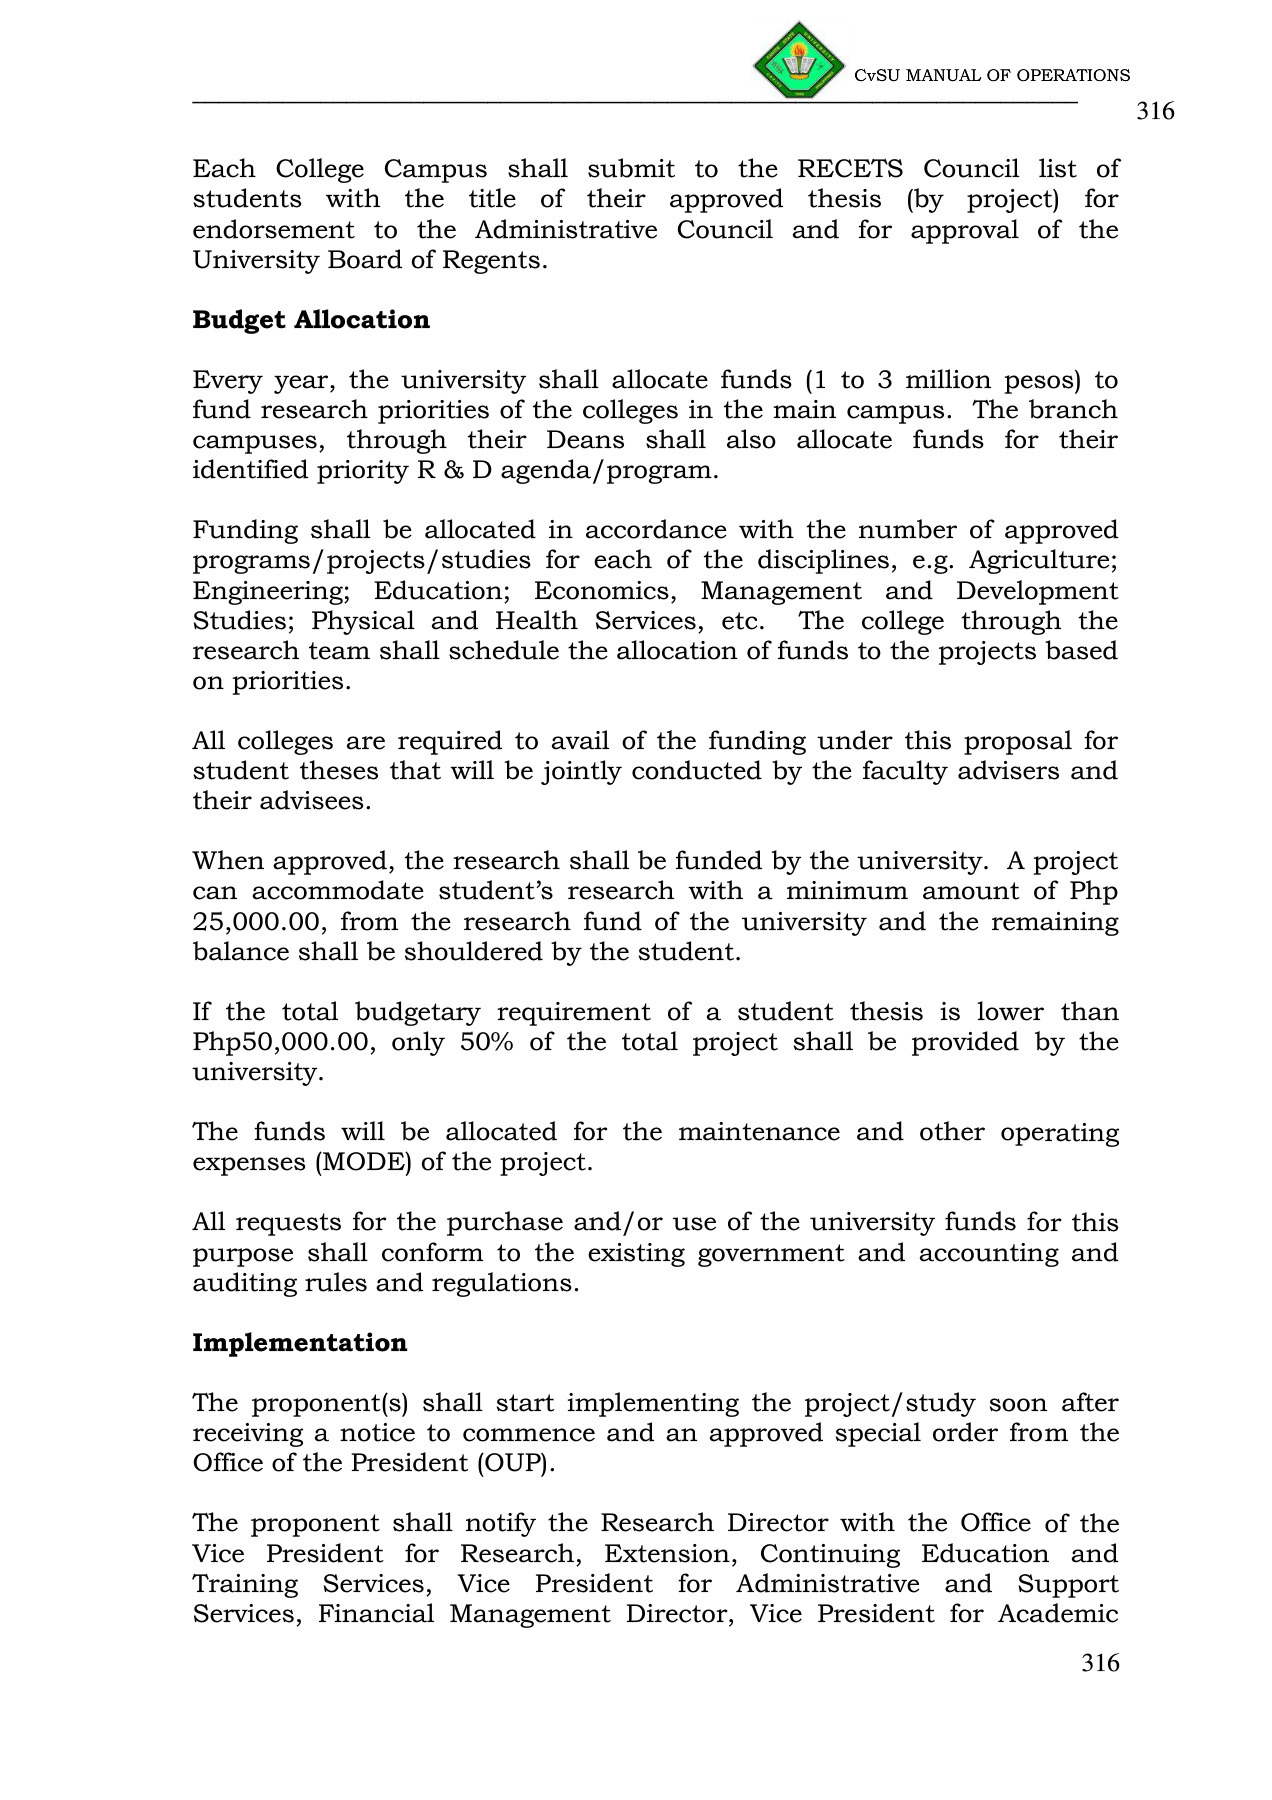 CvSU MANUAL OF OPERATIONS
316
Each College Campus shall submit to the RECETS Council list of
students with the title of their approved thesis (by project) for
endorsement to the Administrative Council and for approval of the
University Board of Regents.
Budget Allocation
Every year, the university shall allocate funds (1 to 3 million pesos) to
fund research priorities of the colleges in the main campus.  The branch
campuses, through their Deans shall also allocate funds for their
identified priority R & D agenda/program.
Funding shall be allocated in accordance with the number of approved
programs/projects/studies for each of the disciplines, e.g. Agriculture;
Engineering; Education; Economics, Management and Development
Studies; Physical and Health Services, etc.  The college through the
research team shall schedule the allocation of funds to the projects based
on priorities.
All colleges are required to avail of the funding under this proposal for
student theses that will be jointly conducted by the faculty advisers and
their advisees.
When approved, the research shall be funded by the university.  A project
can accommodate student’s research with a minimum amount of Php
25,000.00, from the research fund of the university and the remaining
balance shall be shouldered by the student.
If the total budgetary requirement of a student thesis is lower than
Php50,000.00, only 50% of the total project shall be provided by the
university.
The funds will be allocated for the maintenance and other operating
expenses (MODE) of the project.
All requests for the purchase and/or use of the university funds for this
purpose shall conform to the existing government and accounting and
auditing rules and regulations.
Implementation
The proponent(s) shall start implementing the project/study soon after
receiving a notice to commence and an approved special order from the
Office of the President (OUP).
The proponent shall notify the Research Director with the Office of the
Vice President for Research, Extension, Continuing Education and
Training Services, Vice President for Administrative and Support
Services, Financial Management Director, Vice President for Academic
316